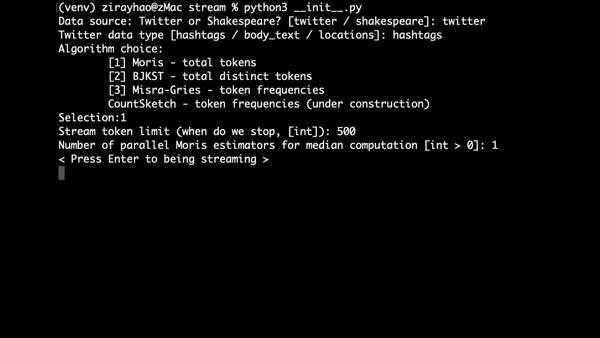 (venv) zirayhao@zMac stream % python3 __init__.py
Data source: Twitter or Shakespeare? [twitter / shakespeare]: twitter
Twitter data type [hashtags / body_text / locations]: hashtags
Algorithm choice:
[1] Moris - total tokens
[2] BJKST - total distinct tokens
[3] Misra-Gries - token frequencies
CountSketch - token frequencies (under construction)
Selection:1
Stream token limit (when do we stop, [int]): 500
Number of parallel Moris estimators for median computation [int > 0]: 1
< Press Enter to being streaming >